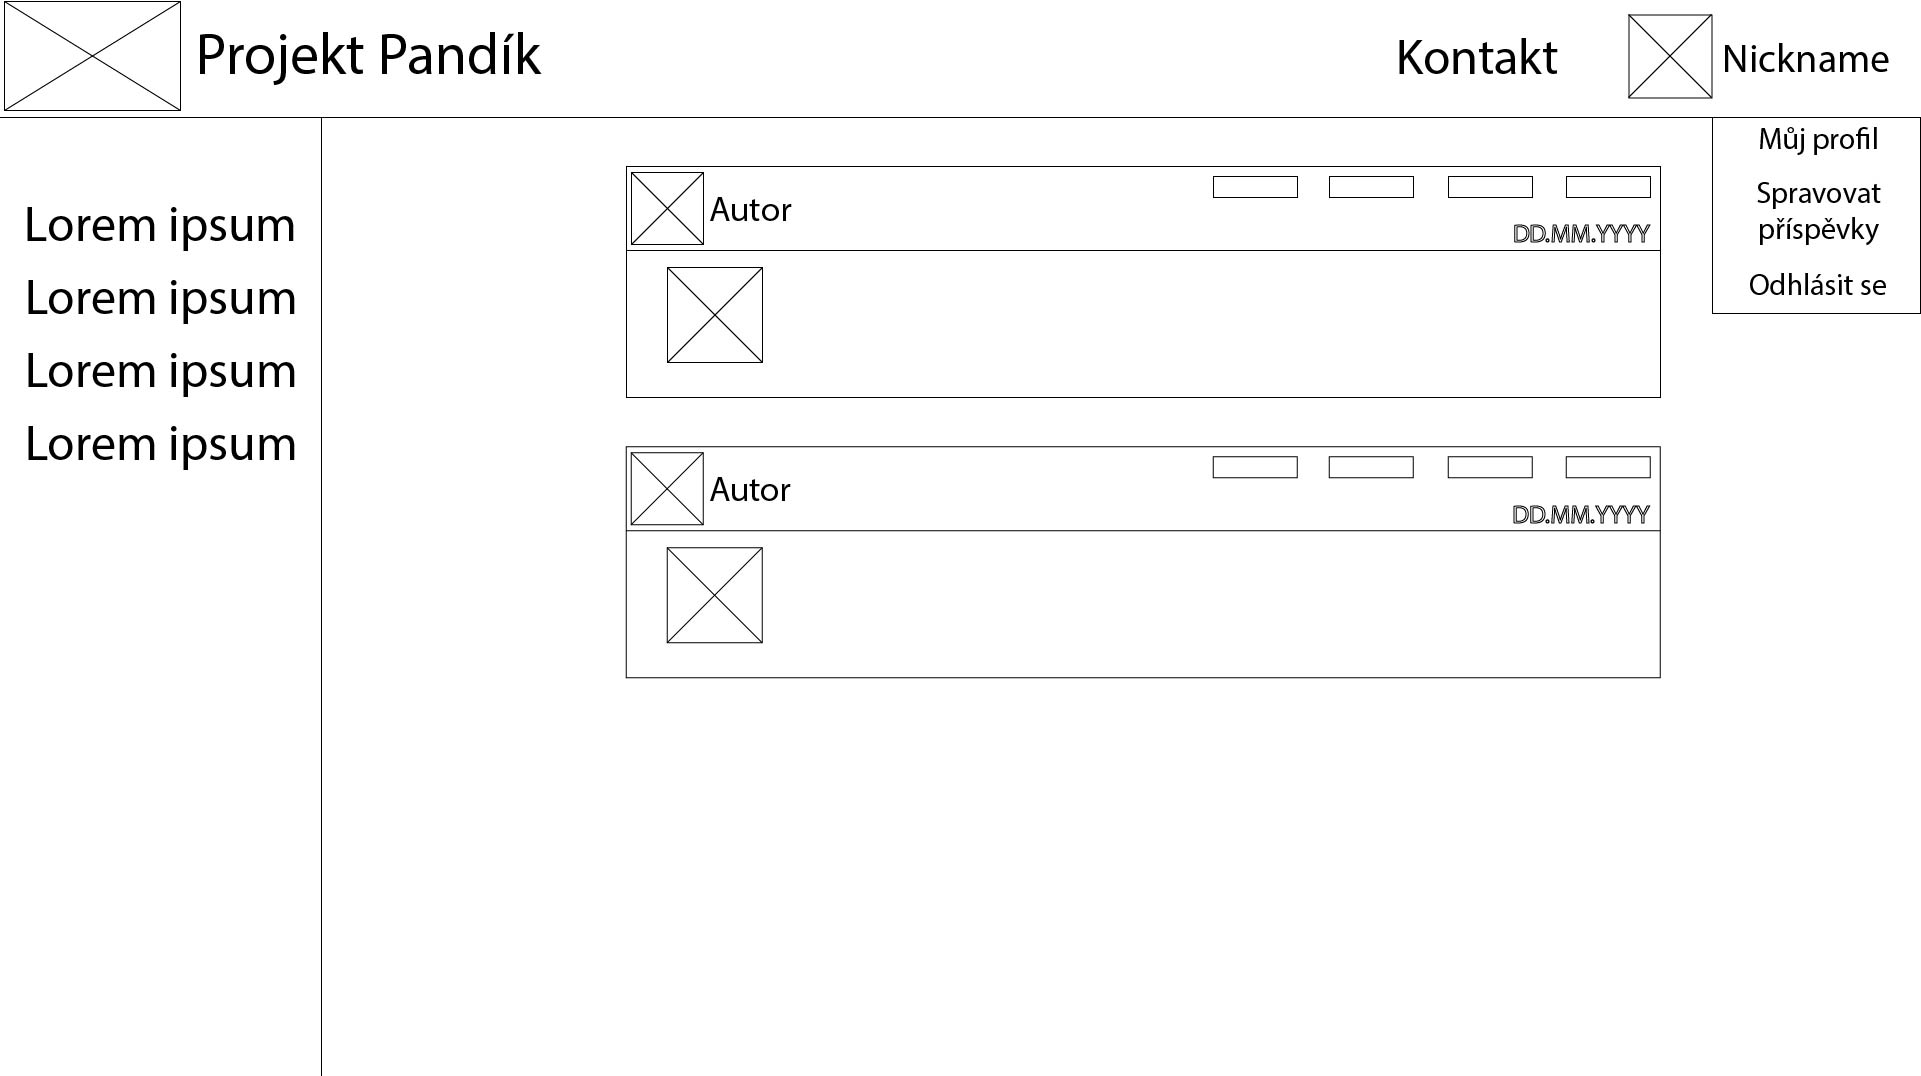 Projekt Pandík
Kontakt
Nickname
Můj profil
Spravovat
příspěvky
Odhlásit se
Lorem ipsum
Lorem ipsum
Lorem ipsum
Lorem ipsum
Autor
DD.MM.YYYY
Autor
DD.MM.YYYY